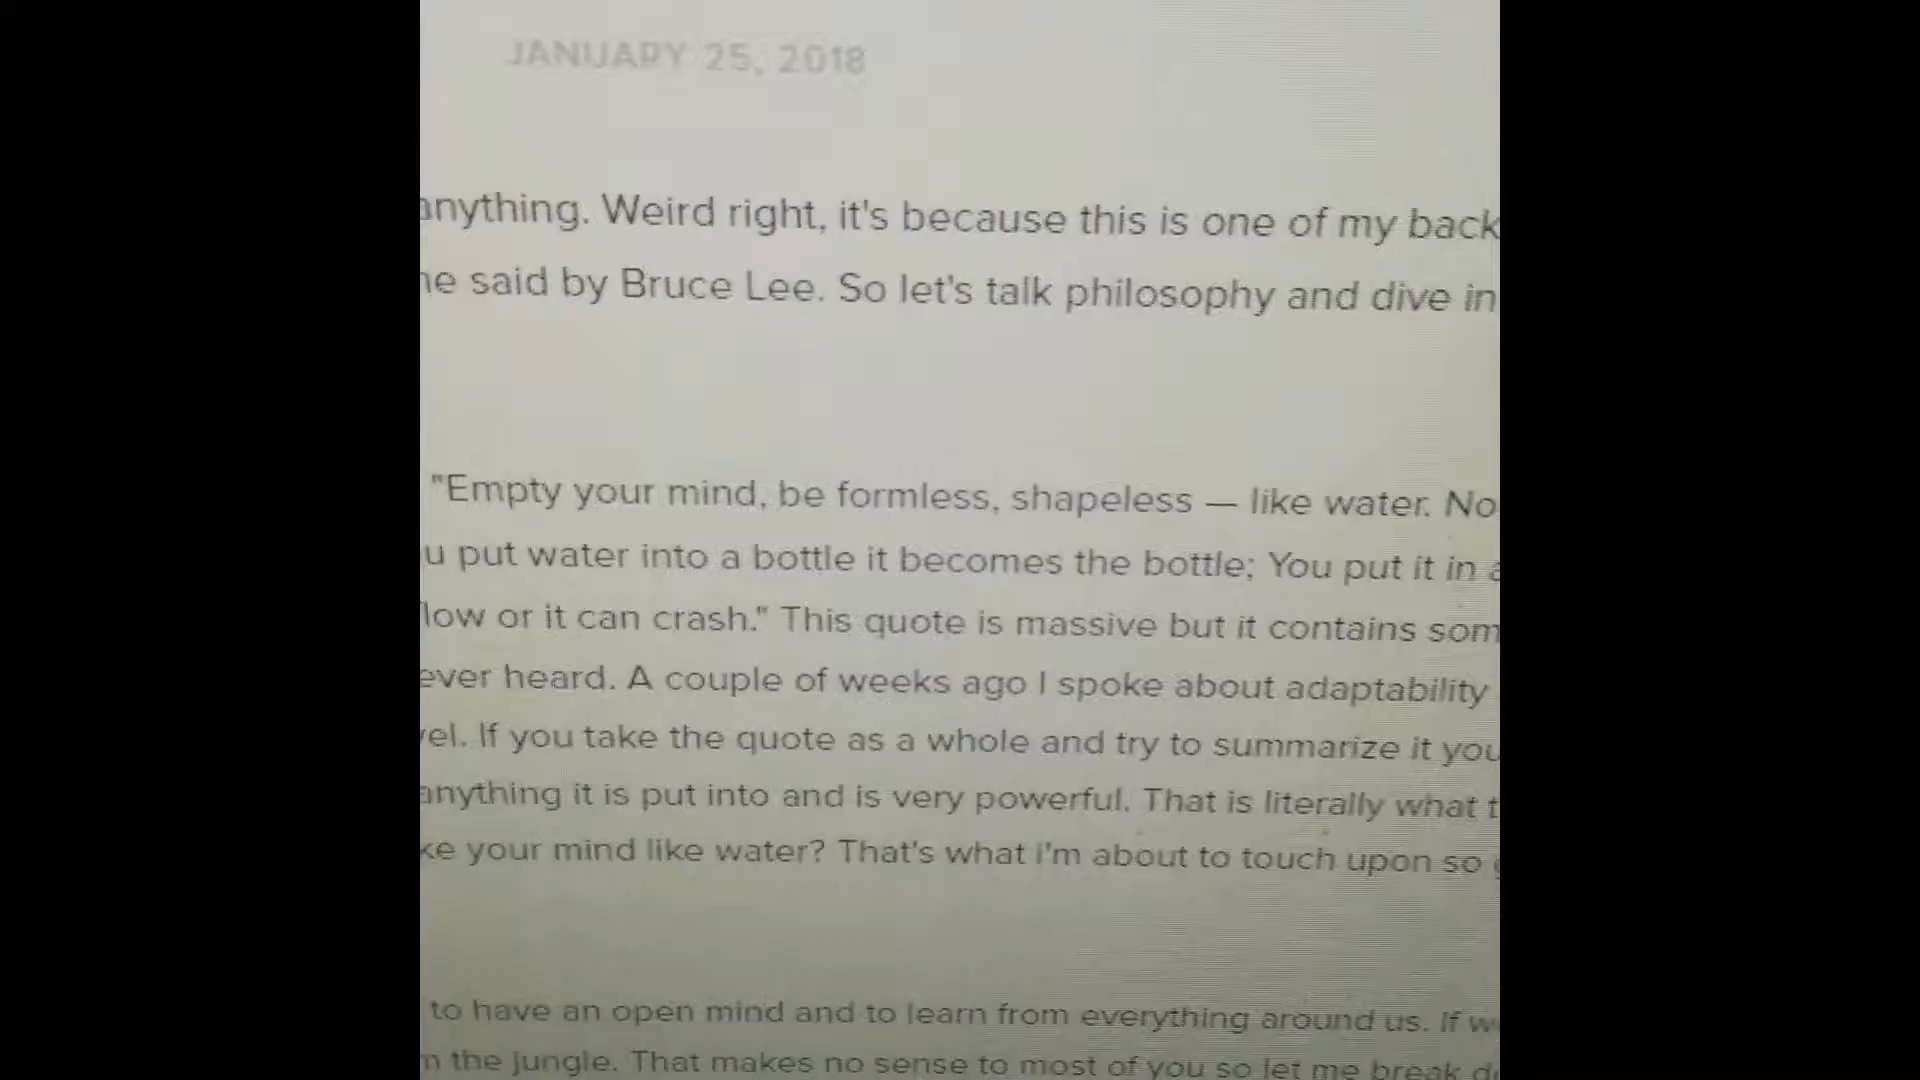 JANUARY 25, 2018
anything. Weird right, it's because this is one of my back
said by Bruce Lee. So let's talk philosophy and dive in
"Empty your mind, be formless, shapeless — like water. No
u put water into a bottle it becomes the bottle; You put it in
low or it can crash." This quote is massive but it contains som
ever heard. A couple of weeks ago I spoke about adaptability
el. If you take the quote as a whole and try to summarize it you
anything it is put into and is very powerful. That is literally what t
ke your mind like water? That's what i'm about to touch upon so
to have an open mind and to learn from everything around us. If w
n the jungle. That makes no sense to most of you so let me break d